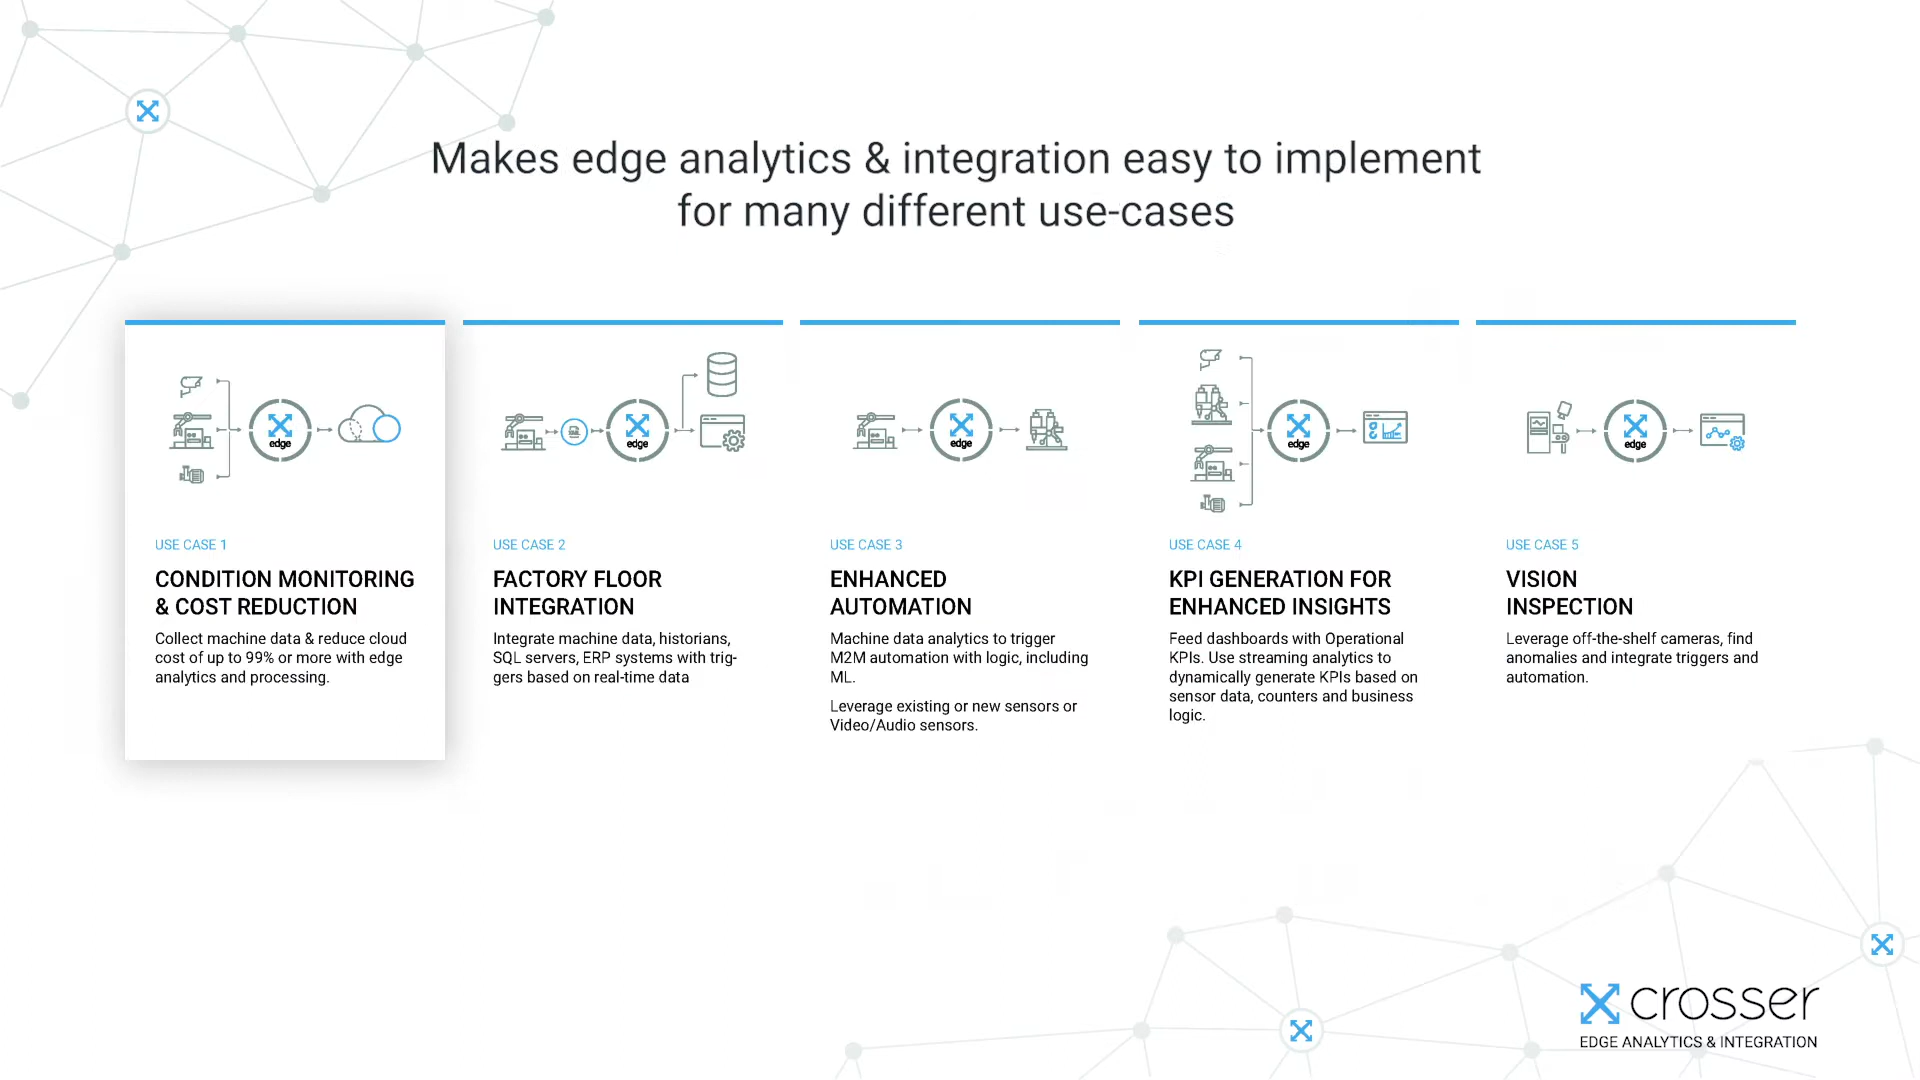 Makes edge analytics & integration easy to implement
for many different use-cases
edge
USE CASE 1
CONDITION MONITORING
& COST REDUCTION
Collect machine data & reduce cloud
cost of up to 99% or more with edge
analytics and processing.
XML
edge
USE CASE 2
FACTORY FLOOR
INTEGRATION
Integrate machine data, historians,
SQL servers, ERP systems with trig-
gers based on real-time data
edge
USE CASE 3
ENHANCED
AUTOMATION
Machine data analytics to trigger
M2M automation with logic, including
ML.
Leverage existing or new sensors or
Video/Audio sensors.
edge
USE CASE 4
KPI GENERATION FOR
ENHANCED INSIGHTS
Feed dashboards with Operational
KPIs. Use streaming analytics to
dynamically generate KPIs based on
sensor data, counters and business
logic.
edge
USE CASE 5
VISION
INSPECTION
Leverage off-the-shelf cameras, find
anomalies and integrate triggers and
automation.
crosser
EDGE ANALYTICS & INTEGRATION